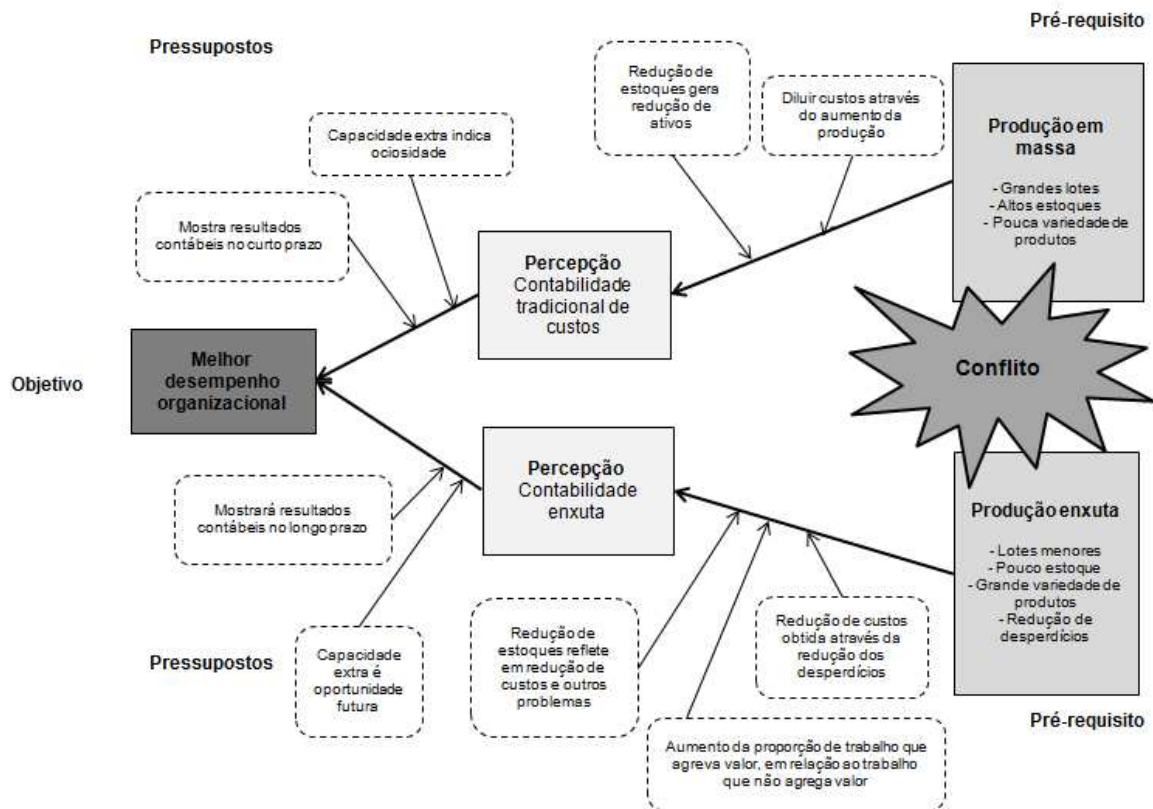 Pré-requisito
Pressupostos
Redução de
estoques gera
redução de
ativos
Diluir custos através
do aumento da
produção
Capacidade extra indica
ociosidade
Mostra resultados
contábeis no curto prazo
Produção em
massa
- Grandes lotes
- Altos estoques
- Pouca variedade de
produtos
Percepção
Contabilidade
tradicional de
custos
Objetivo
Melhor
desempenho
organizacional
Conflito
Percepção
Contabilidade
enxuta
Mostrará resultados
contábeis no longo prazo
Produção enxuta
- Lotes menores
- Pouco estoque
- Grande variedade de
produtos
- Redução de
desperdícios
Pressupostos
Capacidade
extra é
oportunidade
futura
Redução de
estoques reflete
em redução de
custos e outros
problemas
Redução de custos
obtida através da
redução dos
desperdícios
Aumento da proporção de trabalho que
agreva valor, em relação ao trabalho
que não agrega valor
Pré-requisito